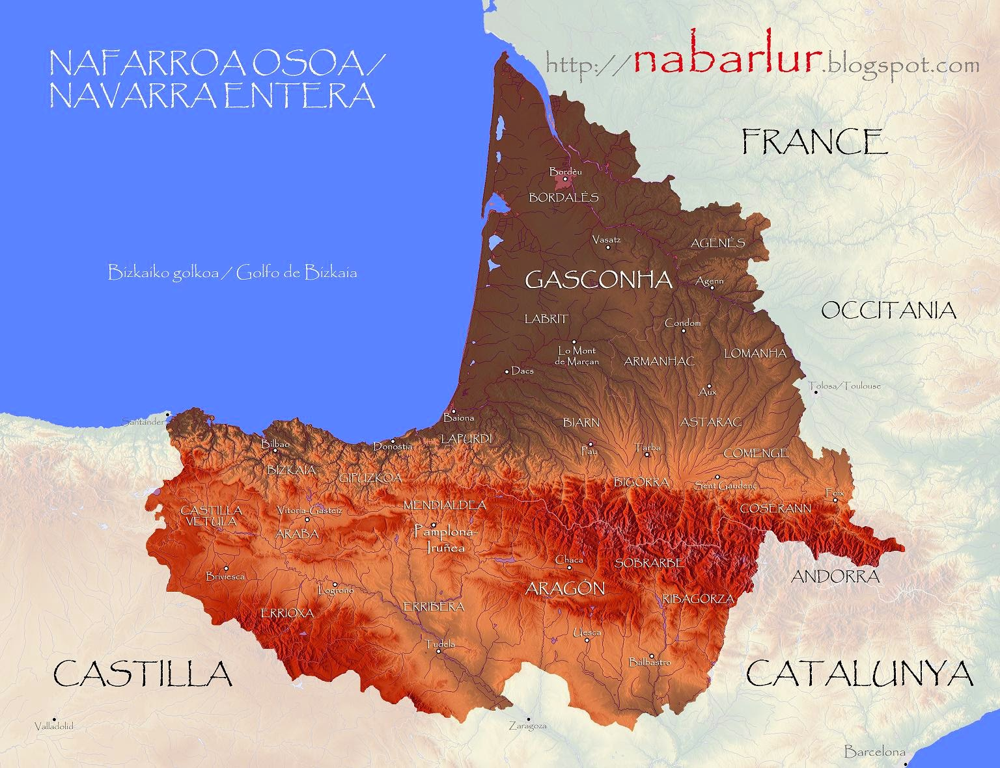 NAFARROA OSOA/
NAVARRA ENTERA
http://nabarlur.blogspot.com
FRANCE
Bordèu
BORDALÉS
Vasatz
AGENÉS
Bizkaiko golkoa / Golfo de Bizkaia
GASCONHA
Agenn
OCCITANIA
LABRIT
Condom
Lo Mont
de Marçan
ARMANHAC
LOMANHA
Dacs
Aux
Tolosa/Toulouse
Santander
Baiona
BIARN
ASTARAC
LAPURDI
Bilbao
Donostia
Pau
Tarba
COMENGE
BIZKAIA
GIPUZKOA
BIGÒRRA
Sent Gaudenç
Foix
CASTILLA
VETULA
Vitoria-Gasteiz
MENDIALDEA
COSERANN
ARABA
Pamplona-
Iruñea
Chaca
SOBRARBE
Briviesca
ANDORRA
Logroño
ARAGÓN
RIBAGORZA
ERRIOXA
ERRIBERA
Uesca
Tudela
Balbastro
CASTILLA
CATALUNYA
Valladolid
Zaragoza
Barcelona